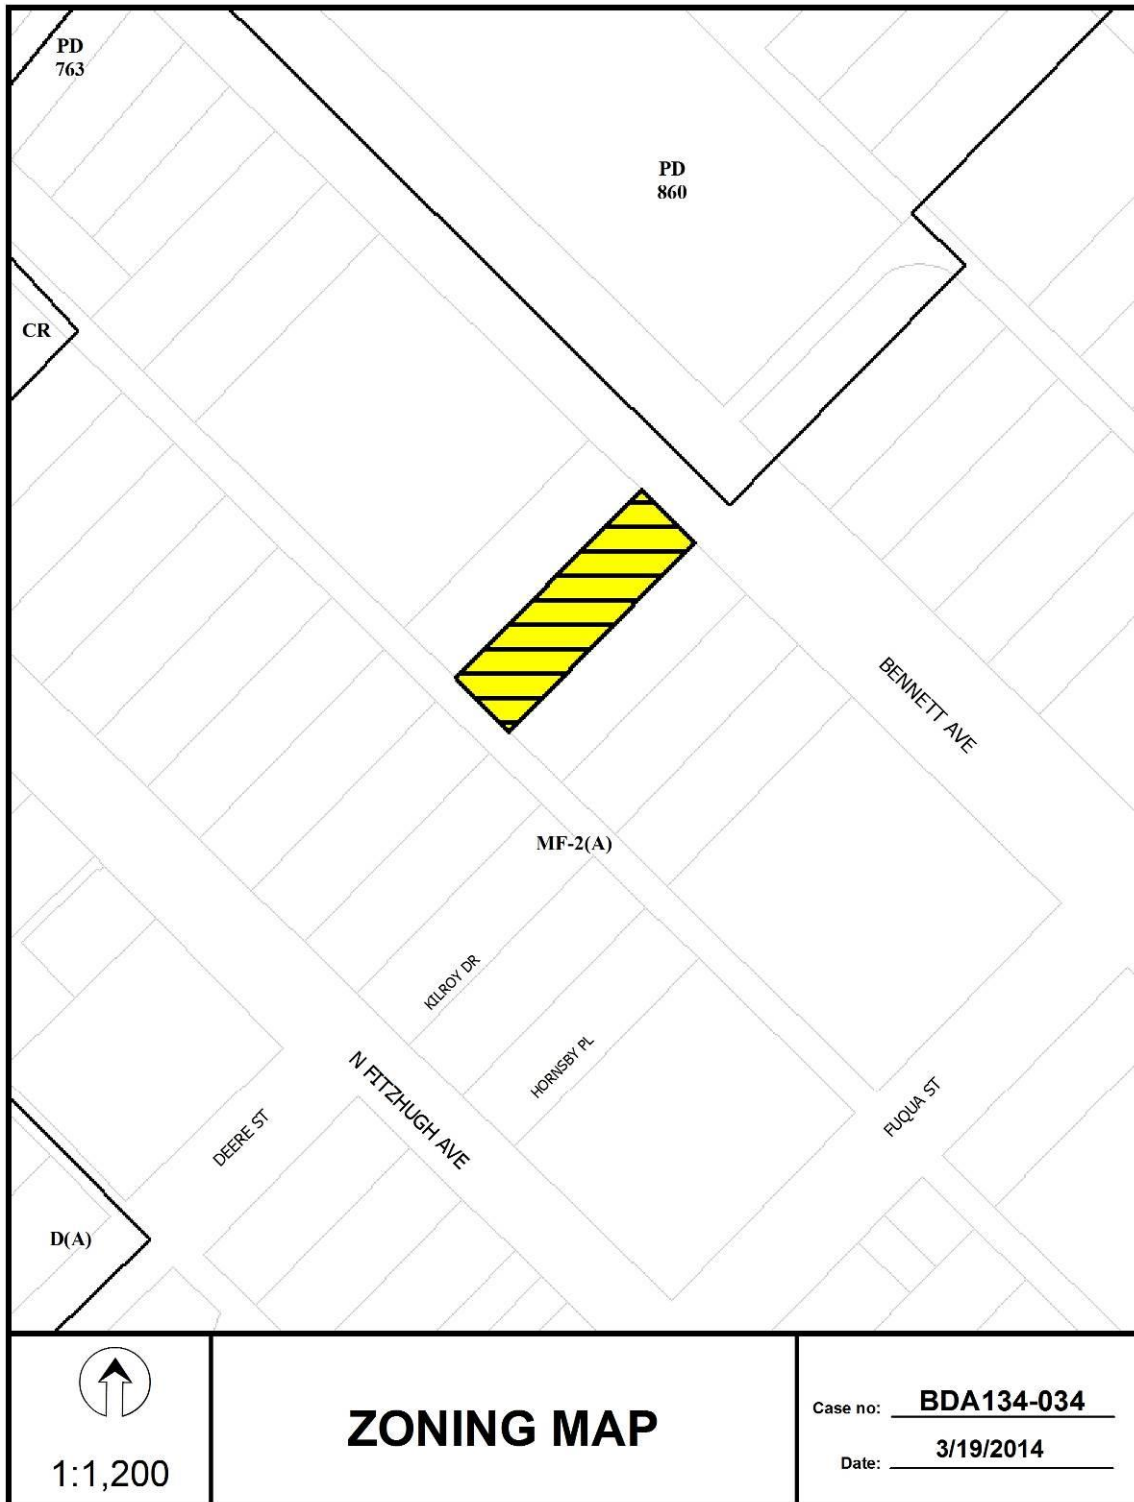 PD
763
PD
860
CR
BENNETT AVE
MF-2(A)
KILROY DR
HORNSBY PL
N FITZHUGH AVE
FUQUA ST
DEERE ST
D(A)
1:1,200
ZONING MAP
Case no: BDA134-034
Date: 3/19/2014